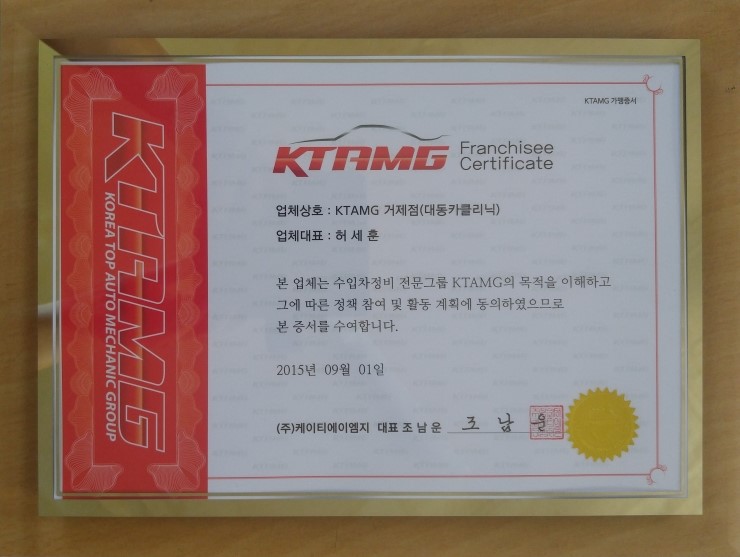 KTAMG 가맹증서
KTAMG
KOREA TOP AUTO MECHANIC GROUP
KTAMG Franchisee
Certificate
업체상호 : KTAMG 거제점(대동카클리닉)
업체대표 : 허 세 훈
본 업체는 수입차정비 전문그룹 KTAMG의 목적을 이해하고
그에 따른 정책 참여 및 활동 계획에 동의하였으므로
본 증서를 수여합니다.
2015년 09월 01일
(주)케이티에이엠지 대표 조 남 운 조 남 운